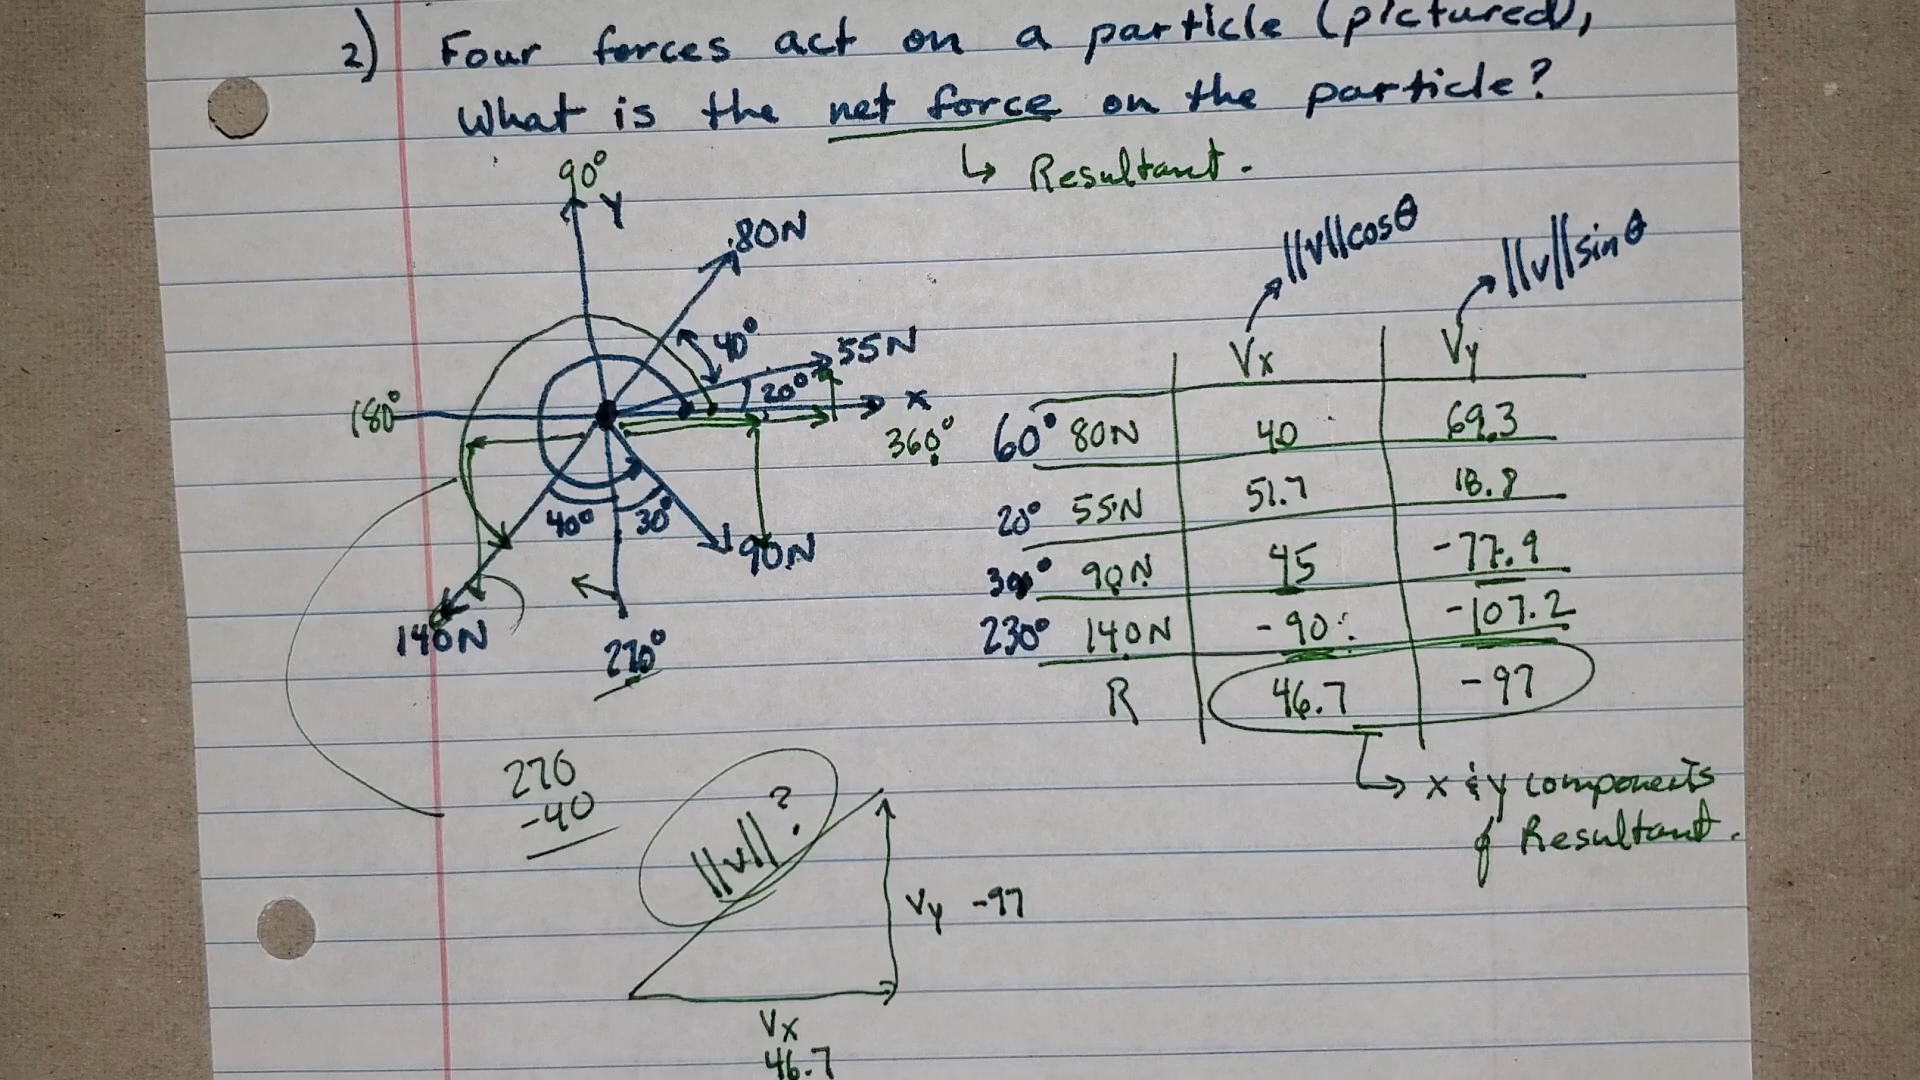 2) Four forces act on a particle (pictured),
What is the net force on the particle?
↳ Resultant.
90°
Y
80N
40°
55N
20°
x
180°
360°
40°
30°
90N
140N
270°
||v||cosθ
||v||sinθ
Vx Vy
60° 80N 40 69.3
20° 55N 51.7 18.8
90N 45 -77.9
230° 140N -90 -107.2
R 46.7 -97
↳ x & y components
of Resultant.
270
-40
||v||?
Vy -97
Vx
46.7